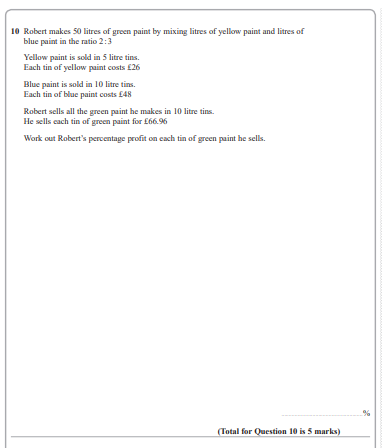 10 Robert makes 50 litres of green paint by mixing litres of yellow paint and litres of
blue paint in the ratio 2:3
Yellow paint is sold in 5 litre tins.
Each tin of yellow paint costs £26
Blue paint is sold in 10 litre tins.
Each tin of blue paint costs £48
Robert sells all the green paint he makes in 10 litre tins.
He sells each tin of green paint for £66.96
Work out Robert's percentage profit on each tin of green paint he sells.
%
(Total for Question 10 is 5 marks)